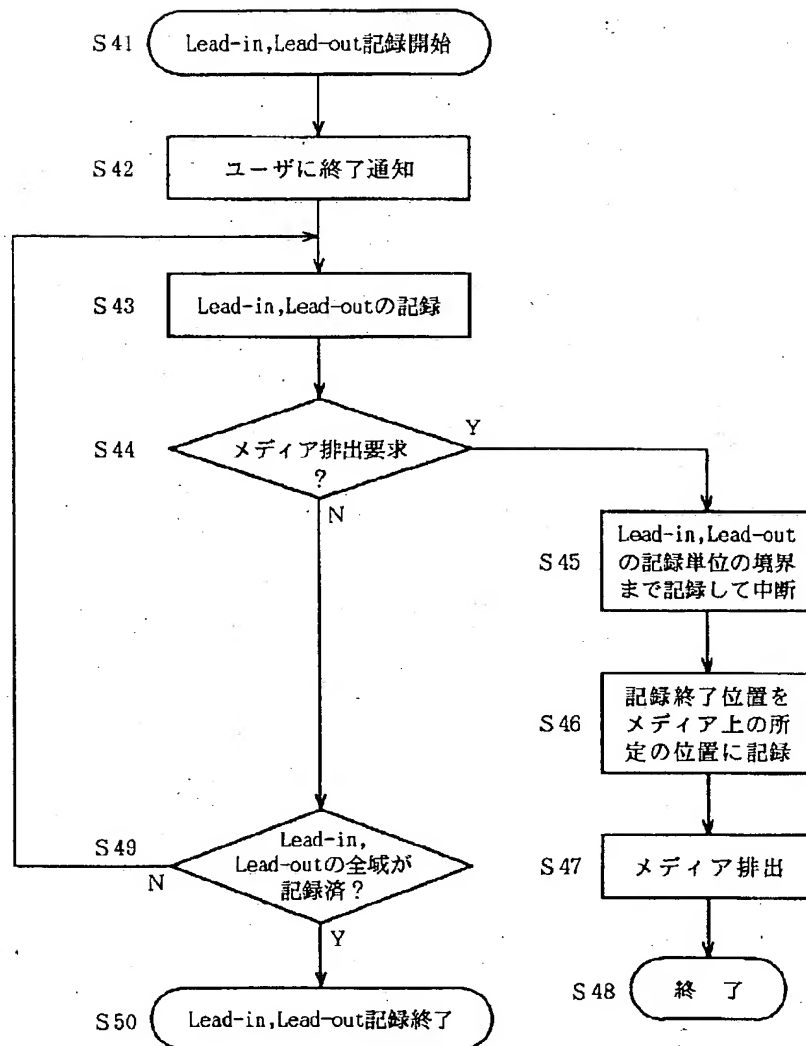 S41
Lead-in,Lead-out記録開始
S42
ユーザに終了通知
S43
Lead-in,Lead-outの記録
S44
メディア排出要求
?
Y
N
S45
Lead-in,Lead-out
の記録単位の境界
まで記録して中断
S46
記録終了位置を
メディア上の所
定の位置に記録
S49
Lead-in,
Lead-outの全域が
記録済?
N
Y
S47
メディア排出
S48
終 了
S50
Lead-in,Lead-out記録終了